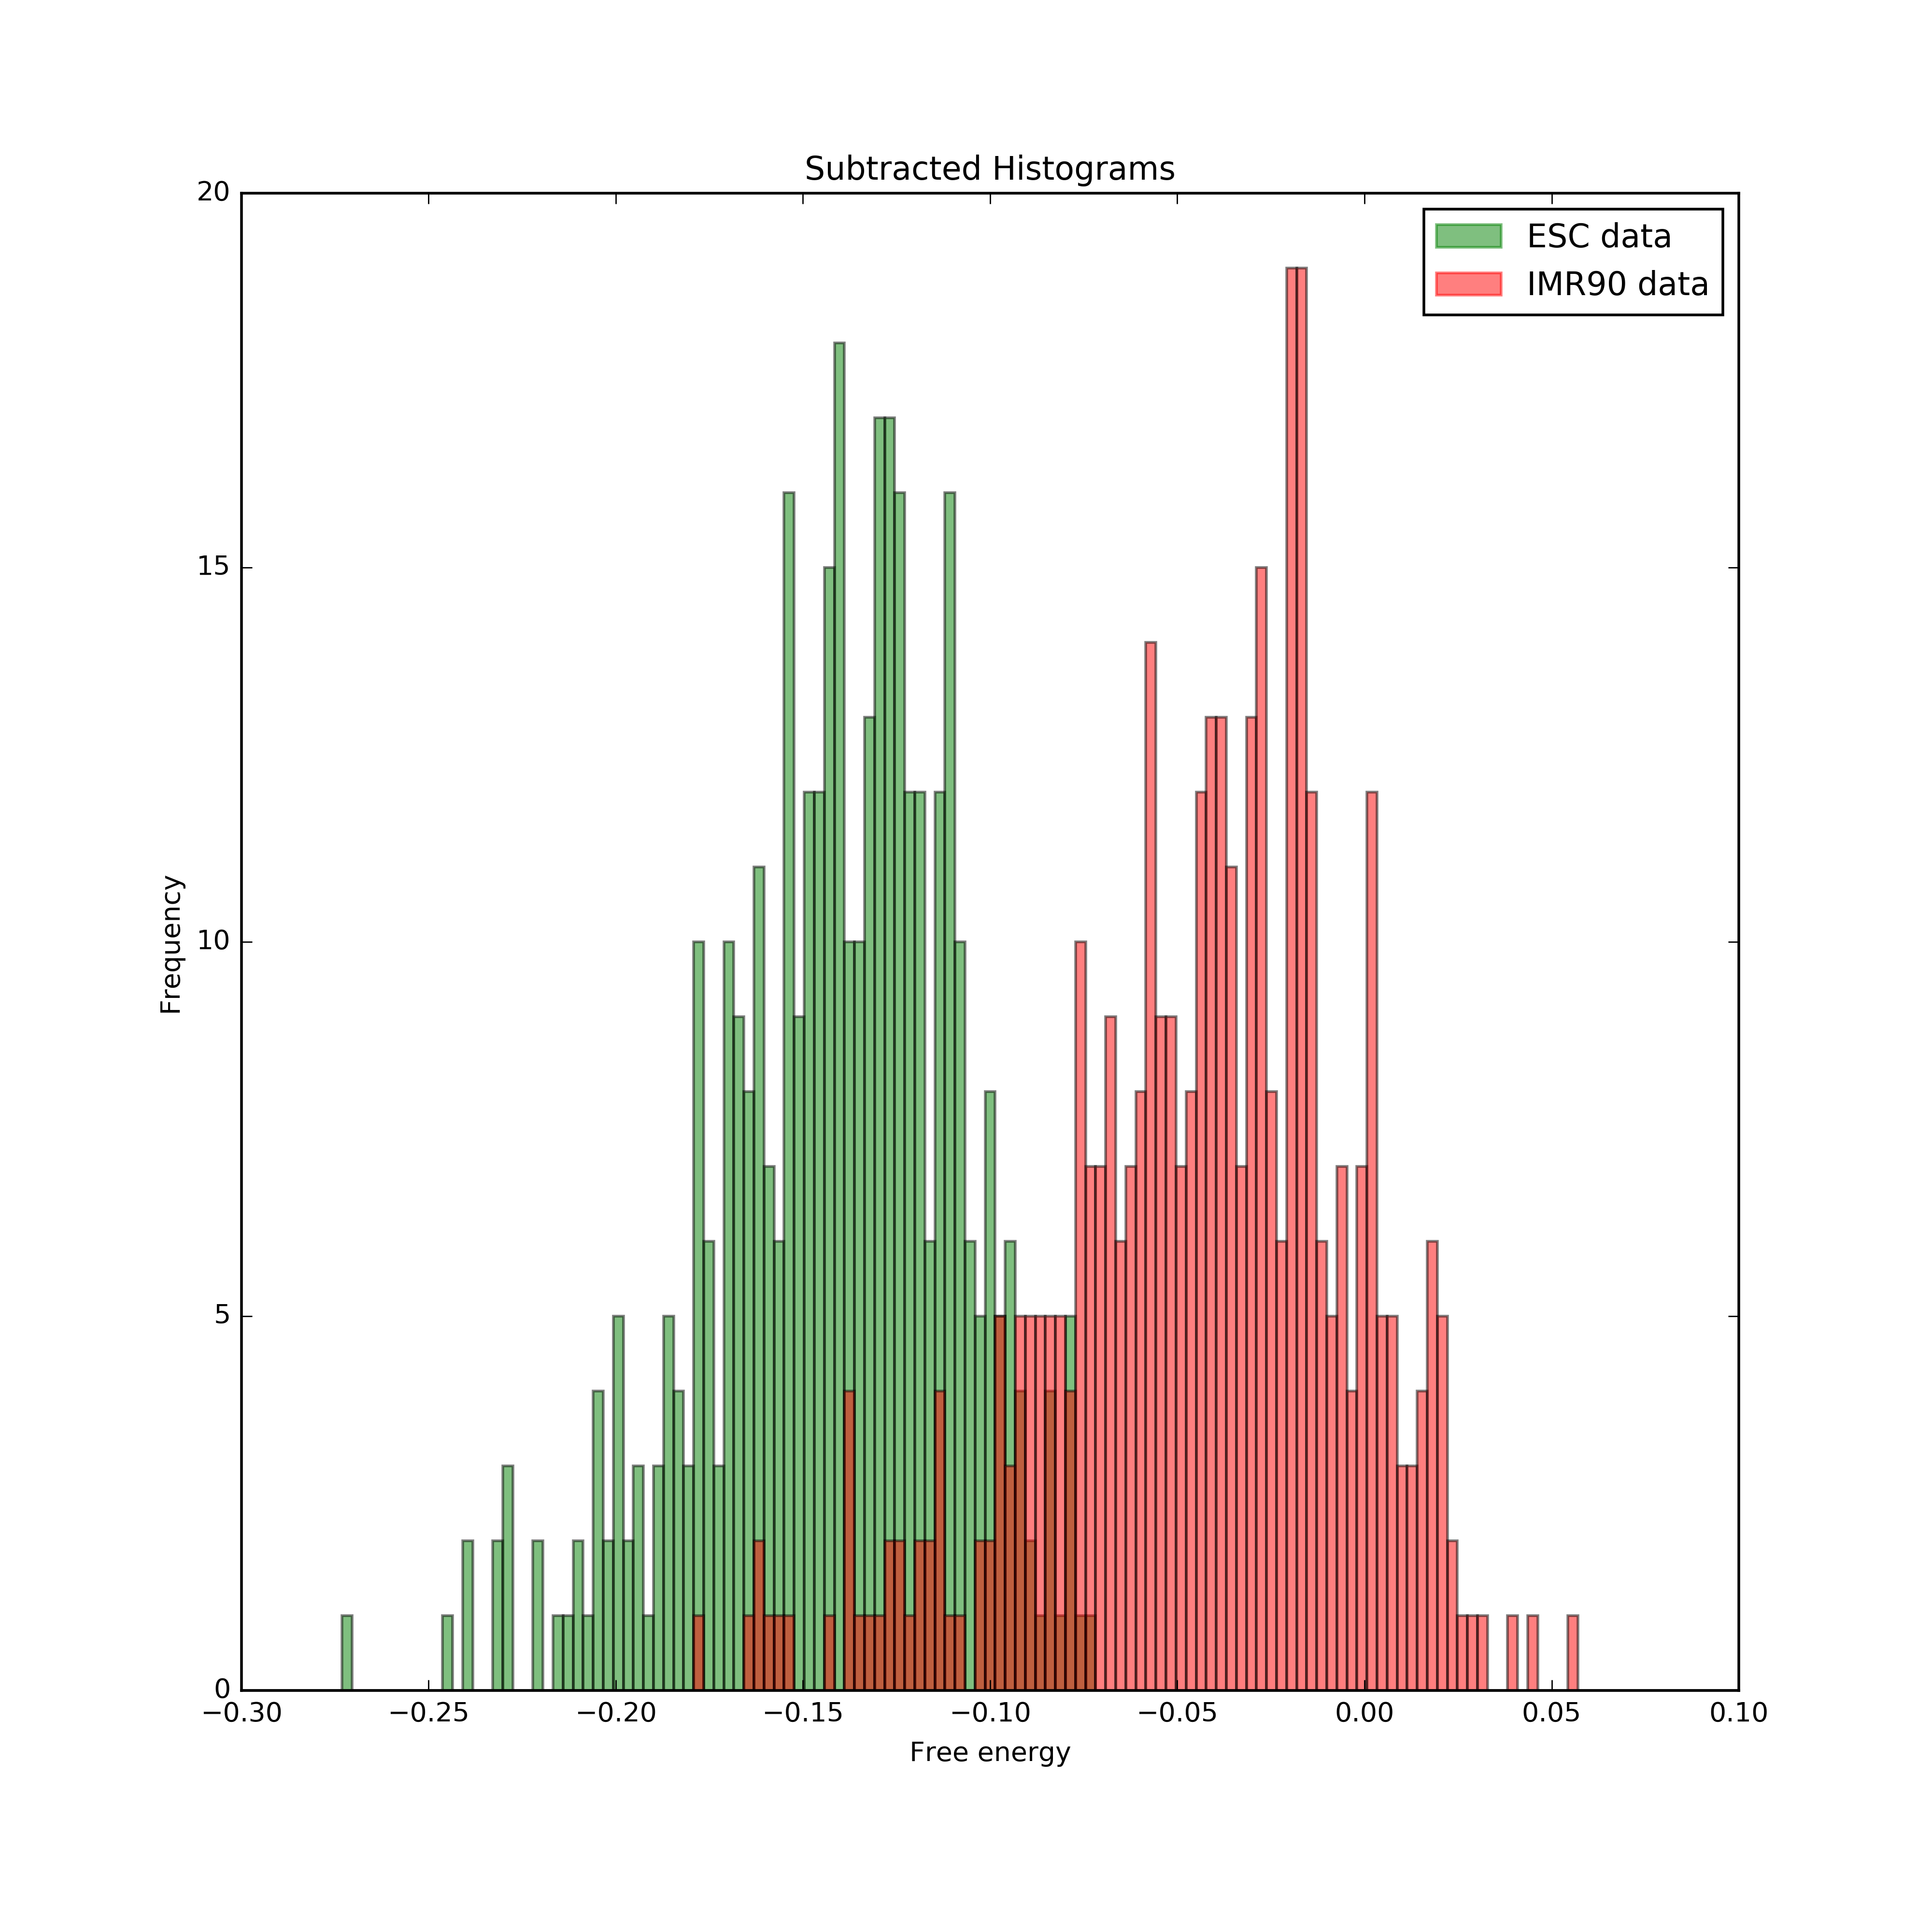 Subtracted Histograms
20
15
10
5
0
Frequency
ESC data
IMR90 data
−0.30 −0.25 −0.20 −0.15 −0.10 −0.05 0.00 0.05 0.10
Free energy